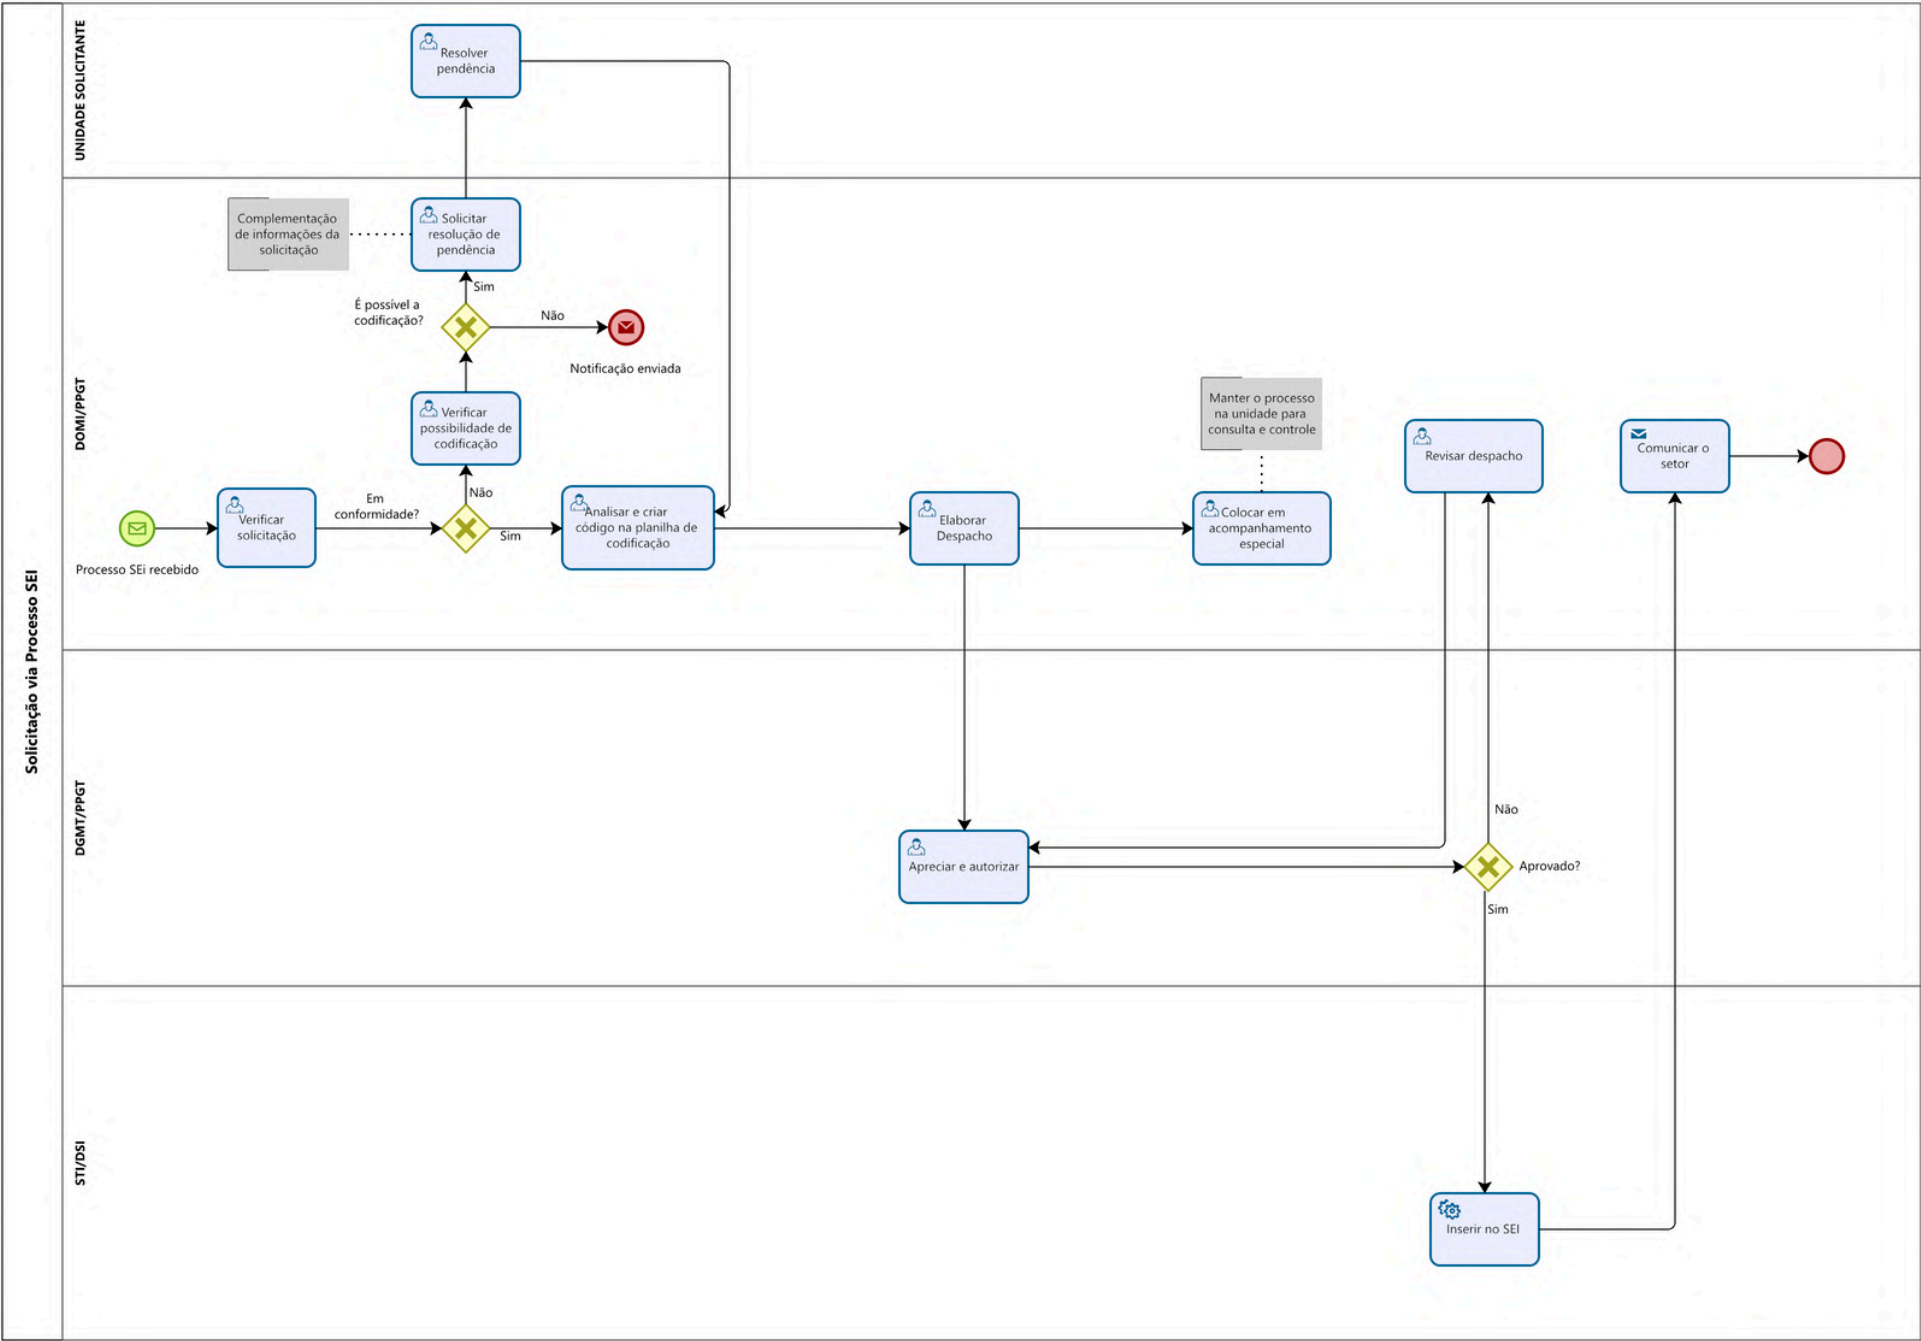 Solicitação via Processo SEI
UNIDADE SOLICITANTE
Resolver
pendência
DOMI/PPGT
Complementação
de informações da
solicitação
Solicitar
resolução de
pendência
Sim
É possível a
codificação?
Não
Notificação enviada
Verificar
possibilidade de
codificação
Não
Em
conformidade?
Sim
Processo SEi recebido
Verificar
solicitação
Analisar e criar
código na planilha de
codificação
Elaborar
Despacho
Manter o processo
na unidade para
consulta e controle
Colocar em
acompanhamento
especial
Revisar despacho
Comunicar o
setor
DGMT/PPGT
Apreciar e autorizar
Não
Aprovado?
Sim
STI/DSI
Inserir no SEI